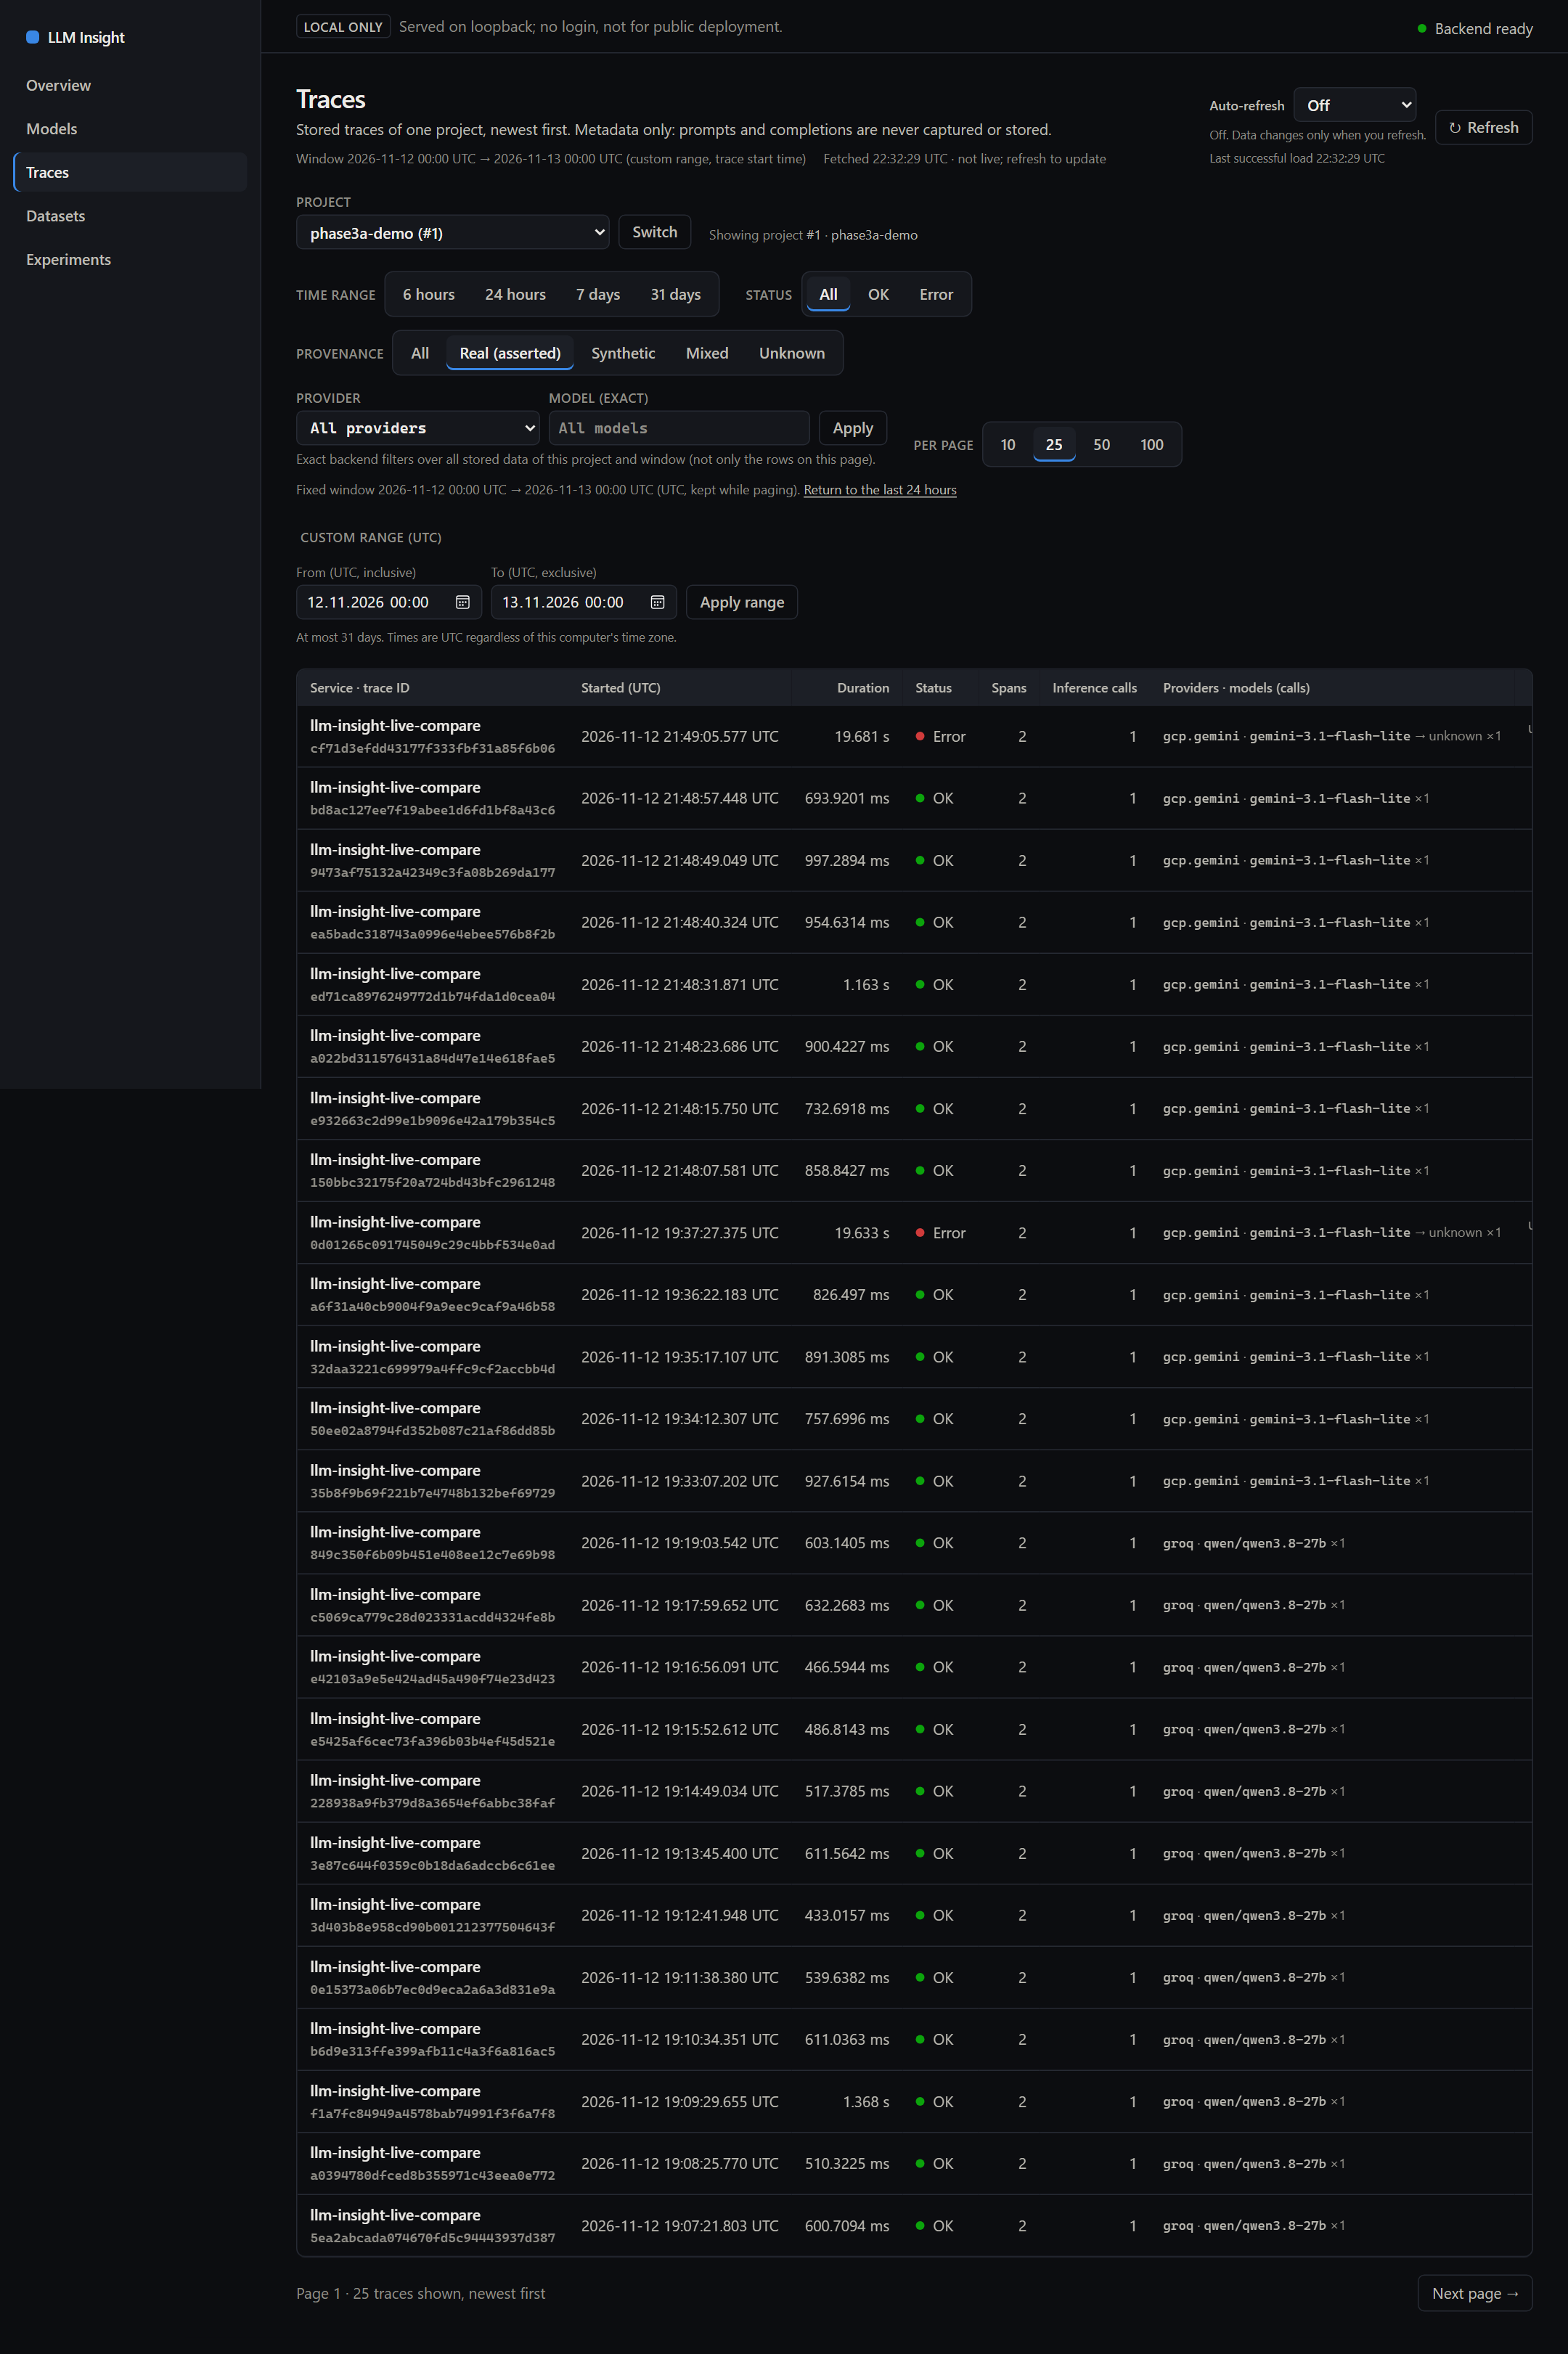 LLM Insight
Overview
Models
Traces
Datasets
Experiments
LOCAL ONLY Served on loopback; no login, not for public deployment.
Backend ready
Traces
Stored traces of one project, newest first. Metadata only: prompts and completions are never captured or stored.
Window 2026-11-12 00:00 UTC → 2026-11-13 00:00 UTC (custom range, trace start time) Fetched 22:32:29 UTC · not live; refresh to update
Auto-refresh Off
Off. Data changes only when you refresh.
Last successful load 22:32:29 UTC
↻ Refresh
PROJECT
phase3a-demo (#1) Switch Showing project #1 · phase3a-demo
TIME RANGE 6 hours 24 hours 7 days 31 days STATUS All OK Error
PROVENANCE All Real (asserted) Synthetic Mixed Unknown
PROVIDER MODEL (EXACT)
All providers All models Apply PER PAGE 10 25 50 100
Exact backend filters over all stored data of this project and window (not only the rows on this page).
Fixed window 2026-11-12 00:00 UTC → 2026-11-13 00:00 UTC (UTC, kept while paging). Return to the last 24 hours
CUSTOM RANGE (UTC)
From (UTC, inclusive) To (UTC, exclusive)
12.11.2026 00:00 13.11.2026 00:00 Apply range
At most 31 days. Times are UTC regardless of this computer's time zone.
Service · trace ID Started (UTC) Duration Status Spans Inference calls Providers · models (calls)
llm-insight-live-compare
cf71d3efdd43177f333fbf31a85f6b06 2026-11-12 21:49:05.577 UTC 19.681 s Error 2 1 gcp.gemini · gemini-3.1-flash-lite → unknown ×1
llm-insight-live-compare
bd8ac127ee7f19abee1d6fd1bf8a43c6 2026-11-12 21:48:57.448 UTC 693.9201 ms OK 2 1 gcp.gemini · gemini-3.1-flash-lite ×1
llm-insight-live-compare
9473af75132a42349c3fa08b269da177 2026-11-12 21:48:49.049 UTC 997.2894 ms OK 2 1 gcp.gemini · gemini-3.1-flash-lite ×1
llm-insight-live-compare
ea5badc318743a0996e4ebee576b8f2b 2026-11-12 21:48:40.324 UTC 954.6314 ms OK 2 1 gcp.gemini · gemini-3.1-flash-lite ×1
llm-insight-live-compare
ed71ca8976249772d1b74fda1d0cea04 2026-11-12 21:48:31.871 UTC 1.163 s OK 2 1 gcp.gemini · gemini-3.1-flash-lite ×1
llm-insight-live-compare
a022bd311576431a84d47e14e618fae5 2026-11-12 21:48:23.686 UTC 900.4227 ms OK 2 1 gcp.gemini · gemini-3.1-flash-lite ×1
llm-insight-live-compare
e932663c2d99e1b9096e42a179b354c5 2026-11-12 21:48:15.750 UTC 732.6918 ms OK 2 1 gcp.gemini · gemini-3.1-flash-lite ×1
llm-insight-live-compare
150bbc32175f20a724bd43bfc2961248 2026-11-12 21:48:07.581 UTC 858.8427 ms OK 2 1 gcp.gemini · gemini-3.1-flash-lite ×1
llm-insight-live-compare
0d01265c091745049c29c4bbf534e0ad 2026-11-12 19:37:27.375 UTC 19.633 s Error 2 1 gcp.gemini · gemini-3.1-flash-lite → unknown ×1
llm-insight-live-compare
a6f31a40cb9004f9a9eec9caf9a46b58 2026-11-12 19:36:22.183 UTC 826.497 ms OK 2 1 gcp.gemini · gemini-3.1-flash-lite ×1
llm-insight-live-compare
32daa3221c699979a4ffc9cf2accbb4d 2026-11-12 19:35:17.107 UTC 891.3085 ms OK 2 1 gcp.gemini · gemini-3.1-flash-lite ×1
llm-insight-live-compare
50ee02a8794fd352b087c21af86dd85b 2026-11-12 19:34:12.307 UTC 757.6996 ms OK 2 1 gcp.gemini · gemini-3.1-flash-lite ×1
llm-insight-live-compare
35b8f9b69f221b7e4748b132bef69729 2026-11-12 19:33:07.202 UTC 927.6154 ms OK 2 1 gcp.gemini · gemini-3.1-flash-lite ×1
llm-insight-live-compare
849c350f6b09b451e408ee12c7e69b98 2026-11-12 19:19:03.542 UTC 603.1405 ms OK 2 1 groq · qwen/qwen3.8-27b ×1
llm-insight-live-compare
c5069ca779c28d023331acdd4324fe8b 2026-11-12 19:17:59.652 UTC 632.2683 ms OK 2 1 groq · qwen/qwen3.8-27b ×1
llm-insight-live-compare
e42103a9e5e424ad45a490f74e23d423 2026-11-12 19:16:56.091 UTC 466.5944 ms OK 2 1 groq · qwen/qwen3.8-27b ×1
llm-insight-live-compare
e5425af6cec73fa396b03b4ef45d521e 2026-11-12 19:15:52.612 UTC 486.8143 ms OK 2 1 groq · qwen/qwen3.8-27b ×1
llm-insight-live-compare
228938a9fb379d8a3654ef6abbc38faf 2026-11-12 19:14:49.034 UTC 517.3785 ms OK 2 1 groq · qwen/qwen3.8-27b ×1
llm-insight-live-compare
3e87c644f0359c0b18da6adccb6c61ee 2026-11-12 19:13:45.400 UTC 611.5642 ms OK 2 1 groq · qwen/qwen3.8-27b ×1
llm-insight-live-compare
3d403b8e958cd90b001212377504643f 2026-11-12 19:12:41.948 UTC 433.0157 ms OK 2 1 groq · qwen/qwen3.8-27b ×1
llm-insight-live-compare
0e15373a06b7ec0d9eca2a6a3d831e9a 2026-11-12 19:11:38.380 UTC 539.6382 ms OK 2 1 groq · qwen/qwen3.8-27b ×1
llm-insight-live-compare
b6d9e313ffe399afb11c4a3f6a816ac5 2026-11-12 19:10:34.351 UTC 611.0363 ms OK 2 1 groq · qwen/qwen3.8-27b ×1
llm-insight-live-compare
f1a7fc84949a4578bab74991f3f6a7f8 2026-11-12 19:09:29.655 UTC 1.368 s OK 2 1 groq · qwen/qwen3.8-27b ×1
llm-insight-live-compare
a0394780dfced8b355971c43eea0e772 2026-11-12 19:08:25.770 UTC 510.3225 ms OK 2 1 groq · qwen/qwen3.8-27b ×1
llm-insight-live-compare
5ea2abcada074670fd5c94443937d387 2026-11-12 19:07:21.803 UTC 600.7094 ms OK 2 1 groq · qwen/qwen3.8-27b ×1
Page 1 · 25 traces shown, newest first
Next page →